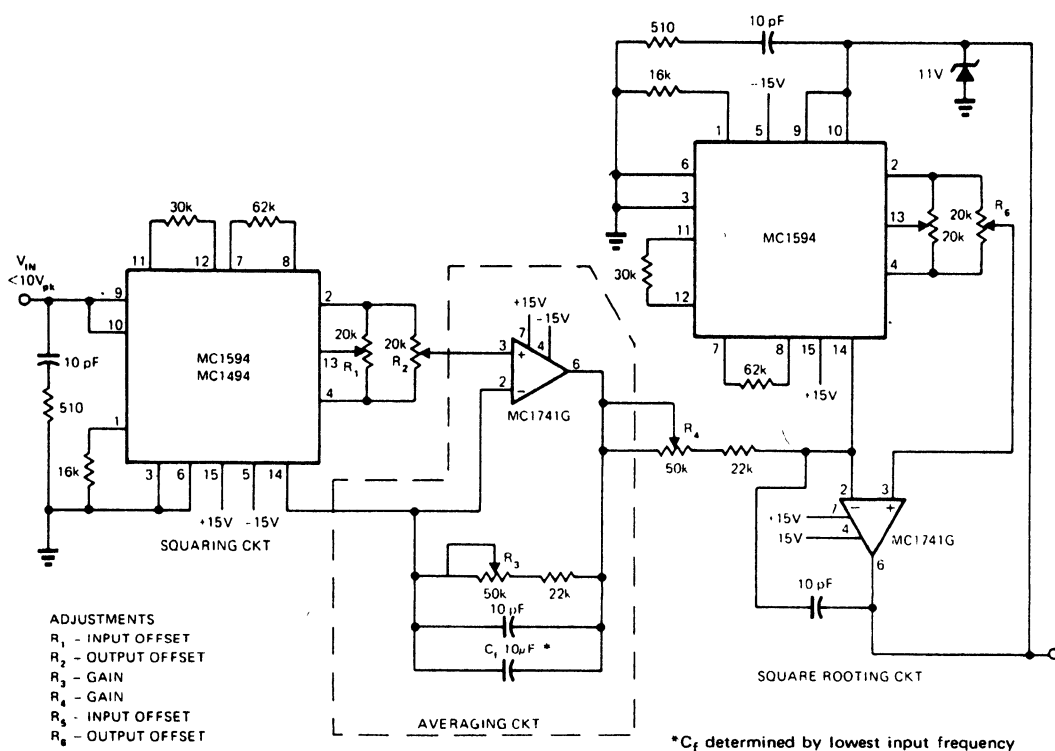 510
10 pF
16k
-15V
11V
1
5
9
10
6
3
11
12
MC1594
2
13
4
20k
20k
R6
30k
7
8
15
14
62k
+15V
30k
62k
11
12
7
8
VIN
<10Vpk
9
10
10 pF
510
1
16k
MC1594
MC1494
2
13
4
20k
R1
20k
R2
3
6
15
5
14
+15V
-15V
SQUARING CKT
+15V
-15V
7
4
3
+
2
−
6
MC1741G
R4
50k
22k
2
3
−
+
+15V
7
15V
4
MC1741G
6
10 pF
R3
50k
22k
10 pF
Cf 10µF *
AVERAGING CKT
SQUARE ROOTING CKT
ADJUSTMENTS
R1 - INPUT OFFSET
R2 - OUTPUT OFFSET
R3 - GAIN
R4 - GAIN
R5 - INPUT OFFSET
R6 - OUTPUT OFFSET
*Cf determined by lowest input frequency